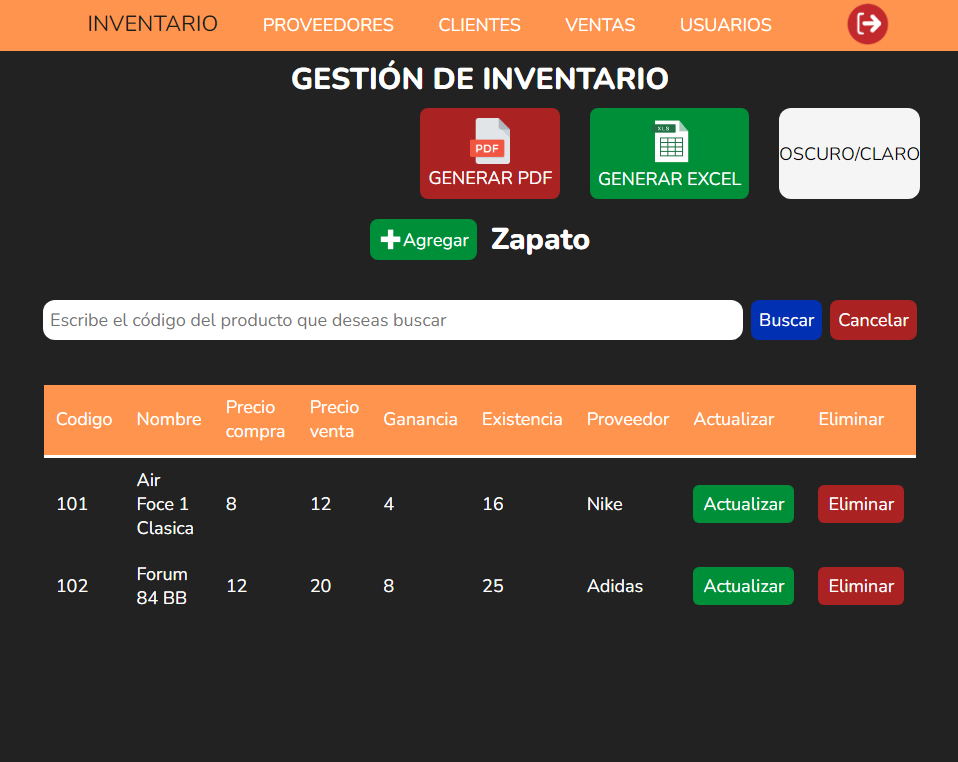 INVENTARIO PROVEEDORES CLIENTES VENTAS USUARIOS
GESTIÓN DE INVENTARIO
PDF XLS
GENERAR PDF GENERAR EXCEL OSCURO/CLARO
Agregar Zapato
Escribe el código del producto que deseas buscar Buscar Cancelar
Codigo Nombre Precio compra Precio venta Ganancia Existencia Proveedor Actualizar Eliminar
101 Air Foce 1 Clasica 8 12 4 16 Nike Actualizar Eliminar
102 Forum 84 BB 12 20 8 25 Adidas Actualizar Eliminar